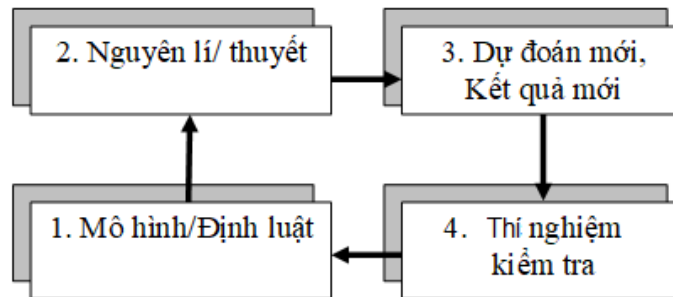 2. Nguyên lí/ thuyết
3. Dự đoán mới,
Kết quả mới
1. Mô hình/Định luật
4. Thí nghiệm
kiểm tra